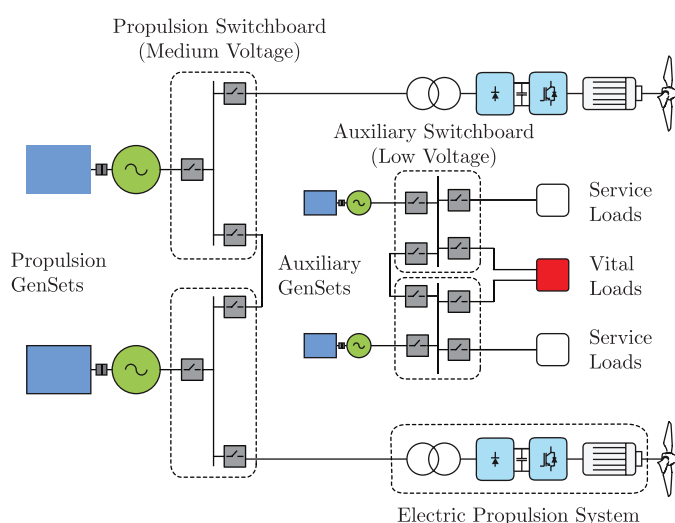 Propulsion Switchboard
(Medium Voltage)
Auxiliary Switchboard
(Low Voltage)
Service
Loads
Propulsion
GenSets
Auxiliary
GenSets
Vital
Loads
Service
Loads
Electric Propulsion System